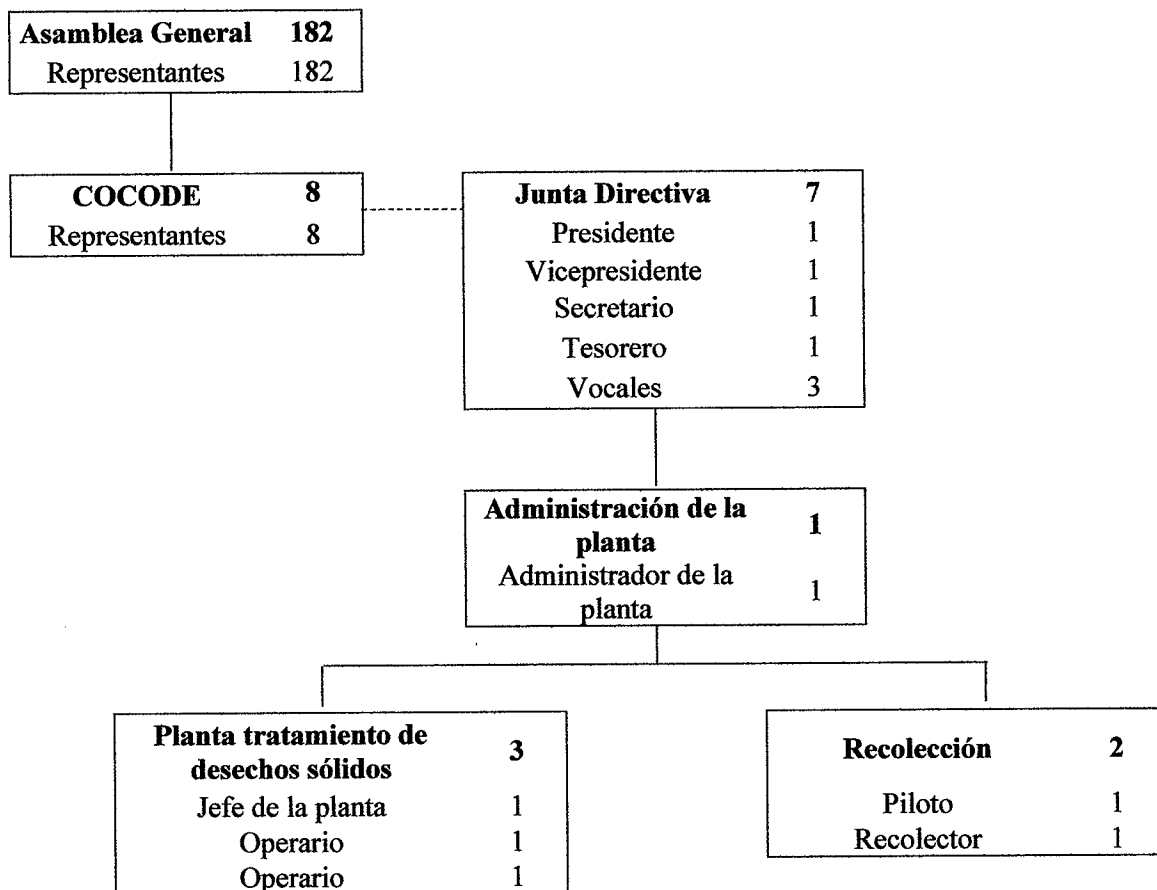 Asamblea General 182
Representantes 182
COCODE 8
Representantes 8
Junta Directiva 7
Presidente 1
Vicepresidente 1
Secretario 1
Tesorero 1
Vocales 3
Administración de la
planta 1
Administrador de la
planta 1
Planta tratamiento de
desechos sólidos 3
Jefe de la planta 1
Operario 1
Operario 1
Recolección 2
Piloto 1
Recolector 1